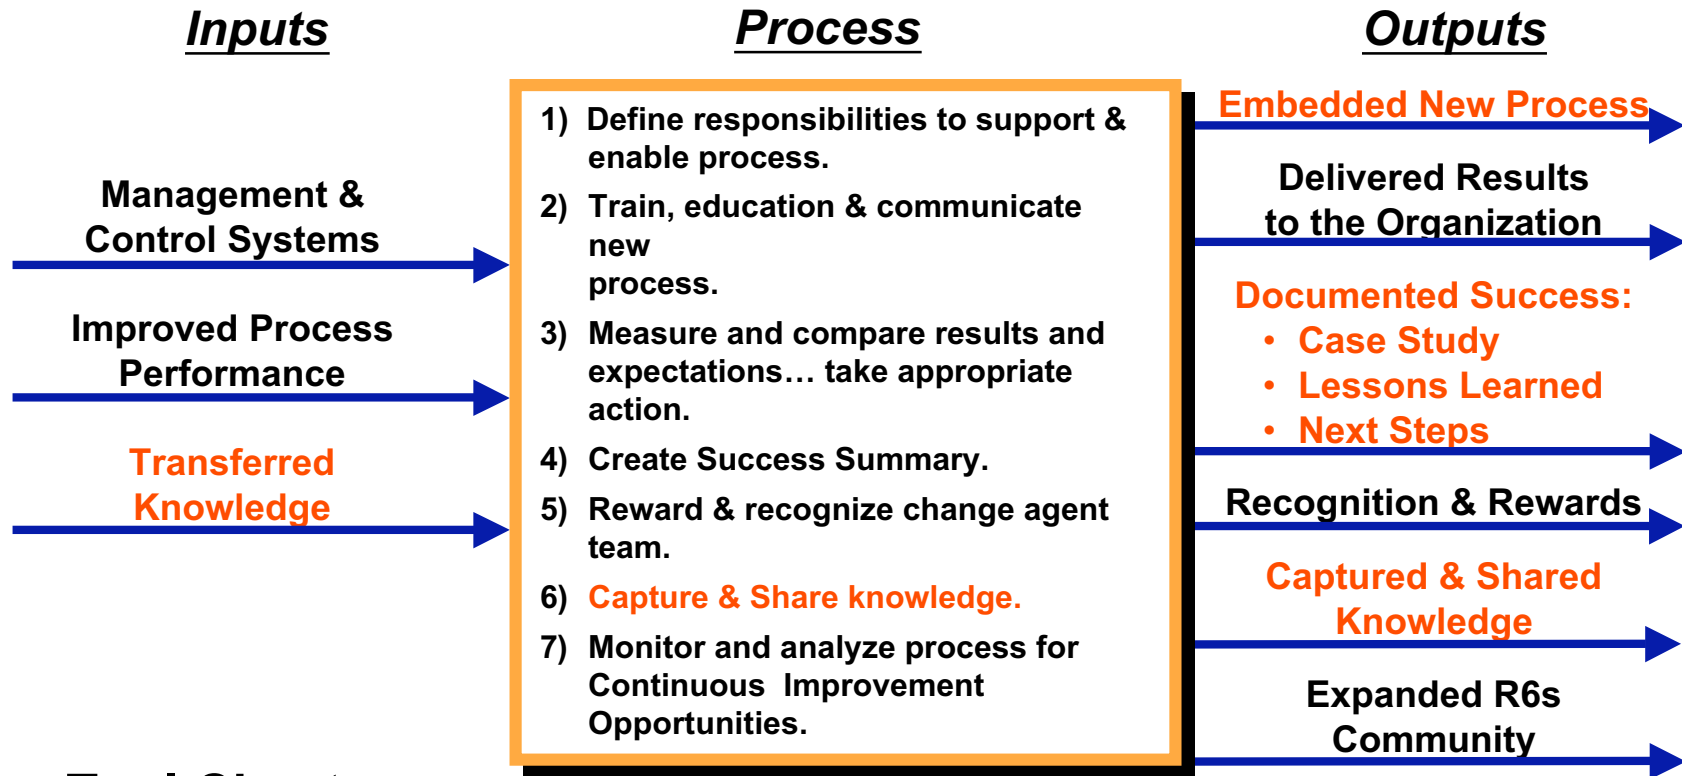 Inputs
Process
Outputs
Management &
Control Systems
Improved Process
Performance
Transferred
Knowledge
1) Define responsibilities to support &
enable process.
2) Train, education & communicate
new
process.
3) Measure and compare results and
expectations… take appropriate
action.
4) Create Success Summary.
5) Reward & recognize change agent
team.
6) Capture & Share knowledge.
7) Monitor and analyze process for
Continuous Improvement
Opportunities.
Embedded New Process
Delivered Results
to the Organization
Documented Success:
• Case Study
• Lessons Learned
• Next Steps
Recognition & Rewards
Captured & Shared
Knowledge
Expanded R6s
Community